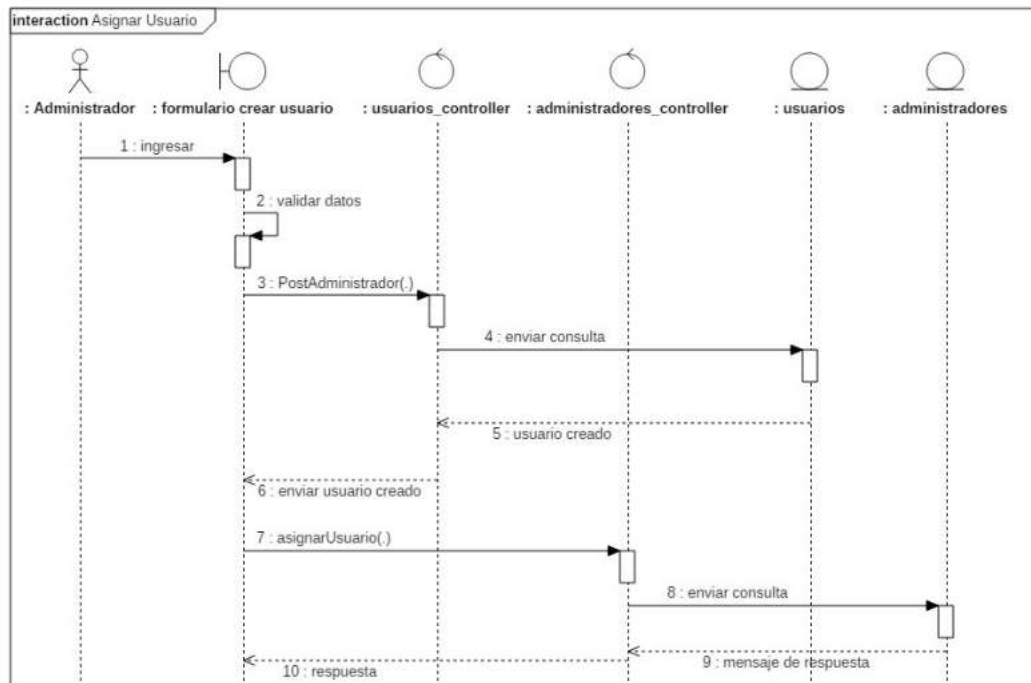 interaction Asignar Usuario
: Administrador : formulario crear usuario : usuarios_controller : administradores_controller : usuarios : administradores
1 : ingresar
2 : validar datos
3 : PostAdministrador(.)
4 : enviar consulta
5 : usuario creado
6 : enviar usuario creado
7 : asignarUsuario(.)
8 : enviar consulta
9 : mensaje de respuesta
10 : respuesta